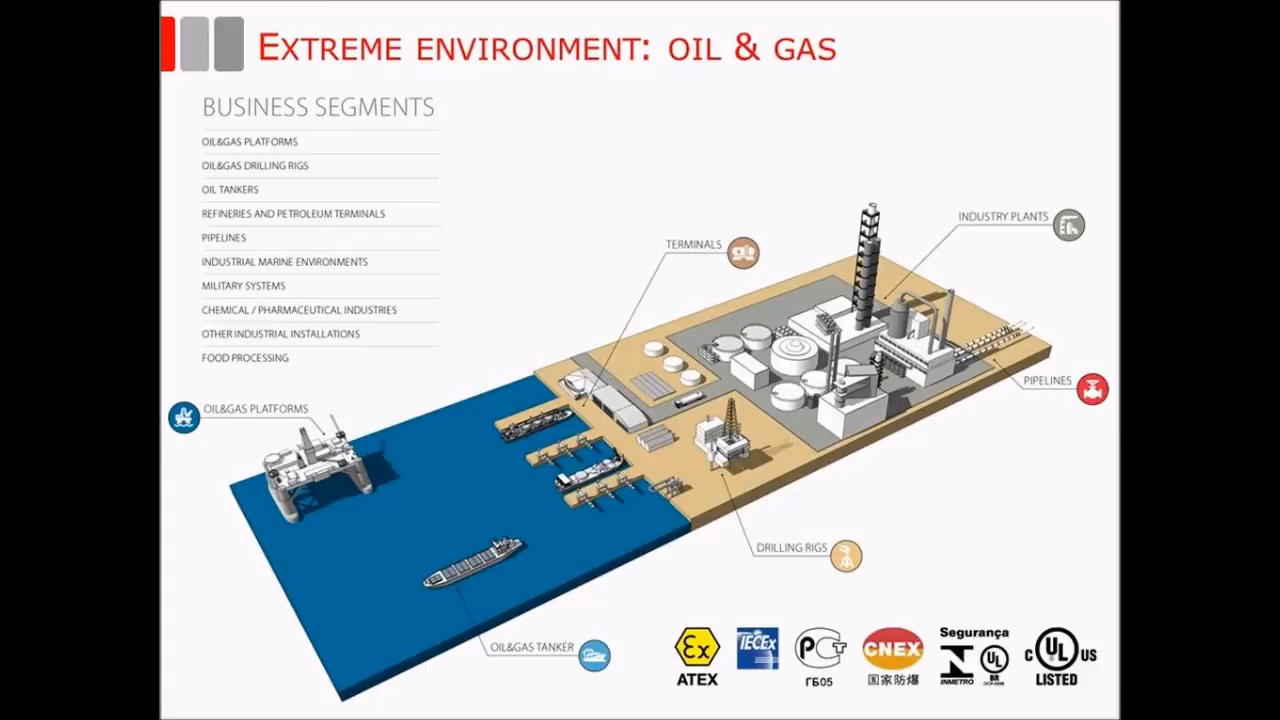 EXTREME ENVIRONMENT: OIL & GAS
BUSINESS SEGMENTS
OIL&GAS PLATFORMS
OIL&GAS DRILLING RIGS
OIL TANKERS
REFINERIES AND PETROLEUM TERMINALS
PIPELINES
INDUSTRIAL MARINE ENVIRONMENTS
MILITARY SYSTEMS
CHEMICAL / PHARMACEUTICAL INDUSTRIES
OTHER INDUSTRIAL INSTALLATIONS
FOOD PROCESSING
INDUSTRY PLANTS
TERMINALS
PIPELINES
OIL&GAS PLATFORMS
DRILLING RIGS
OIL&GAS TANKER
Ex
ATEX
IECEx
РСТ
ГБ05
CNEX
国家防爆
Segurança
INMETRO
UL
BR
C UL US
LISTED